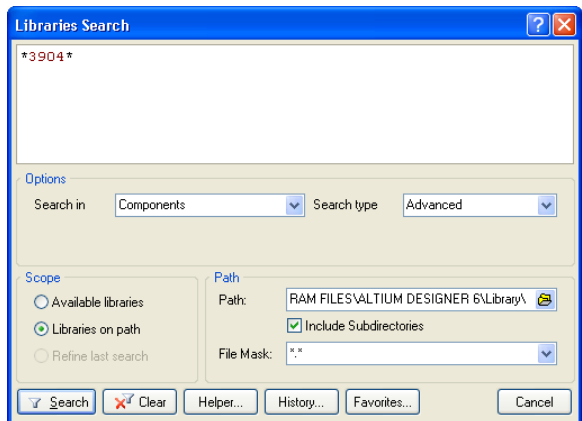 Libraries Search
*3904*
Options
Search in Components Search type Advanced
Scope
Available libraries
Libraries on path
Refine last search
Path
Path: RAM FILES\ALTIUM DESIGNER 6\Library\
Include Subdirectories
File Mask: *.*
Search Clear Helper... History... Favorites... Cancel